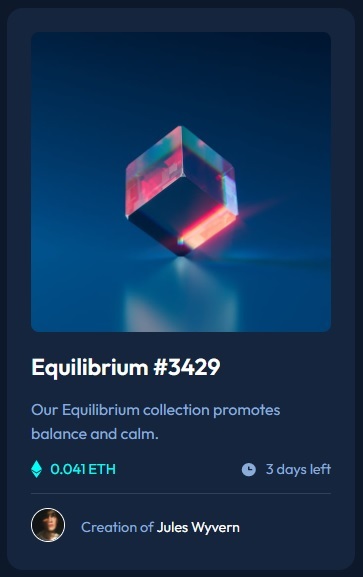 Equilibrium #3429
Our Equilibrium collection promotes
balance and calm.
0.041 ETH 3 days left
Creation of Jules Wyvern